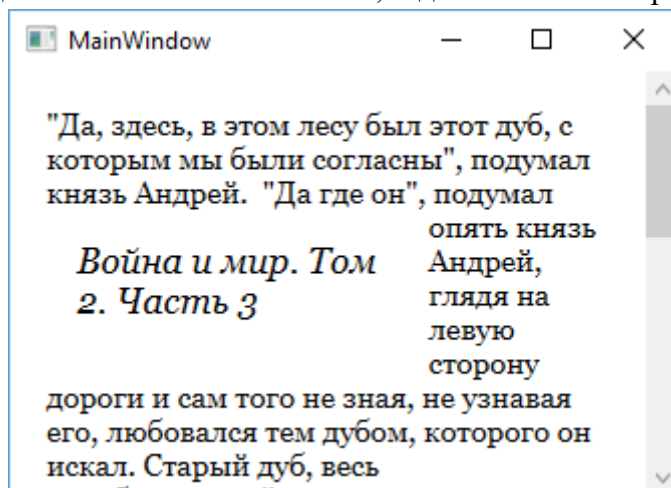 MainWindow
"Да, здесь, в этом лесу был этот дуб, с
которым мы были согласны", подумал
князь Андрей.  "Да где он", подумал
опять князь
Война и мир. Том
Андрей,
2. Часть 3
глядя на
левую
сторону
дороги и сам того не зная, не узнавая
его, любовался тем дубом, которого он
искал. Старый дуб, весь